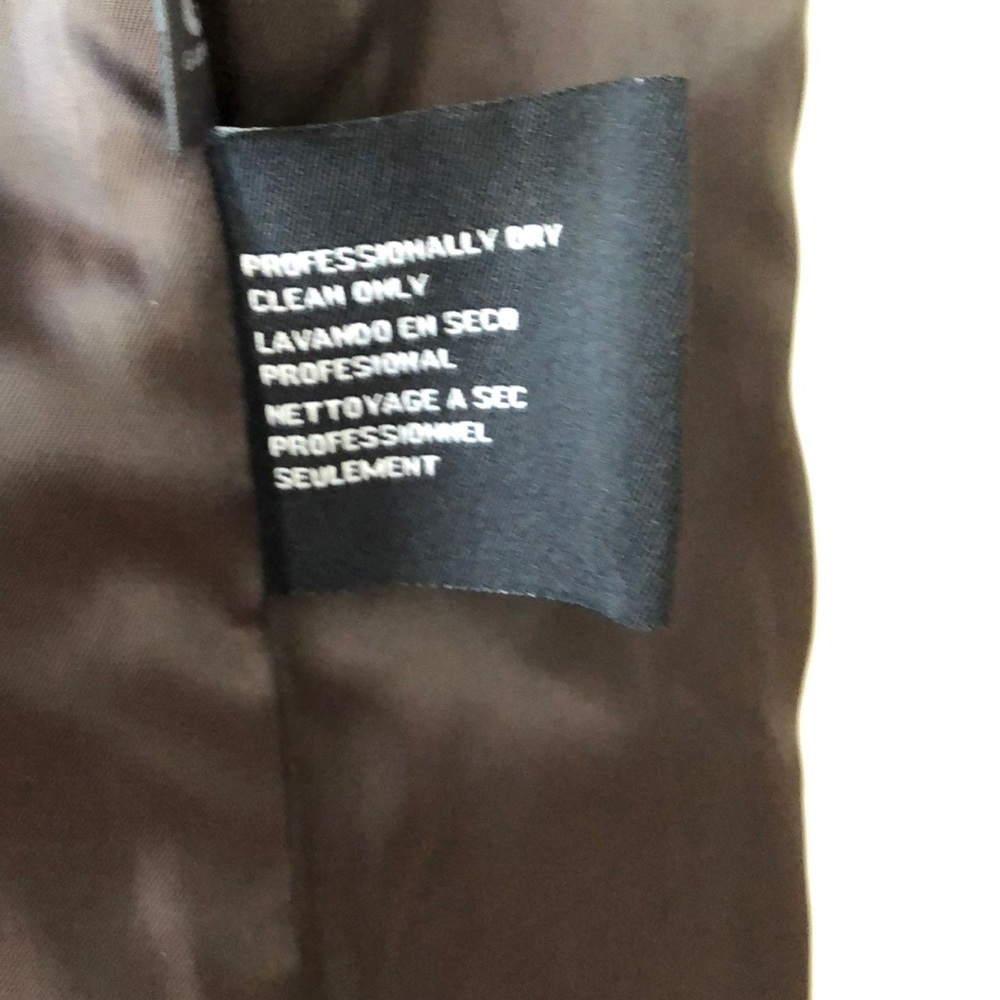 PROFESSIONALLY DRY
CLEAN ONLY
LAVANDO EN SECO
PROFESIONAL
NETTOYAGE A SEC
PROFESSIONNEL
SEULEMENT